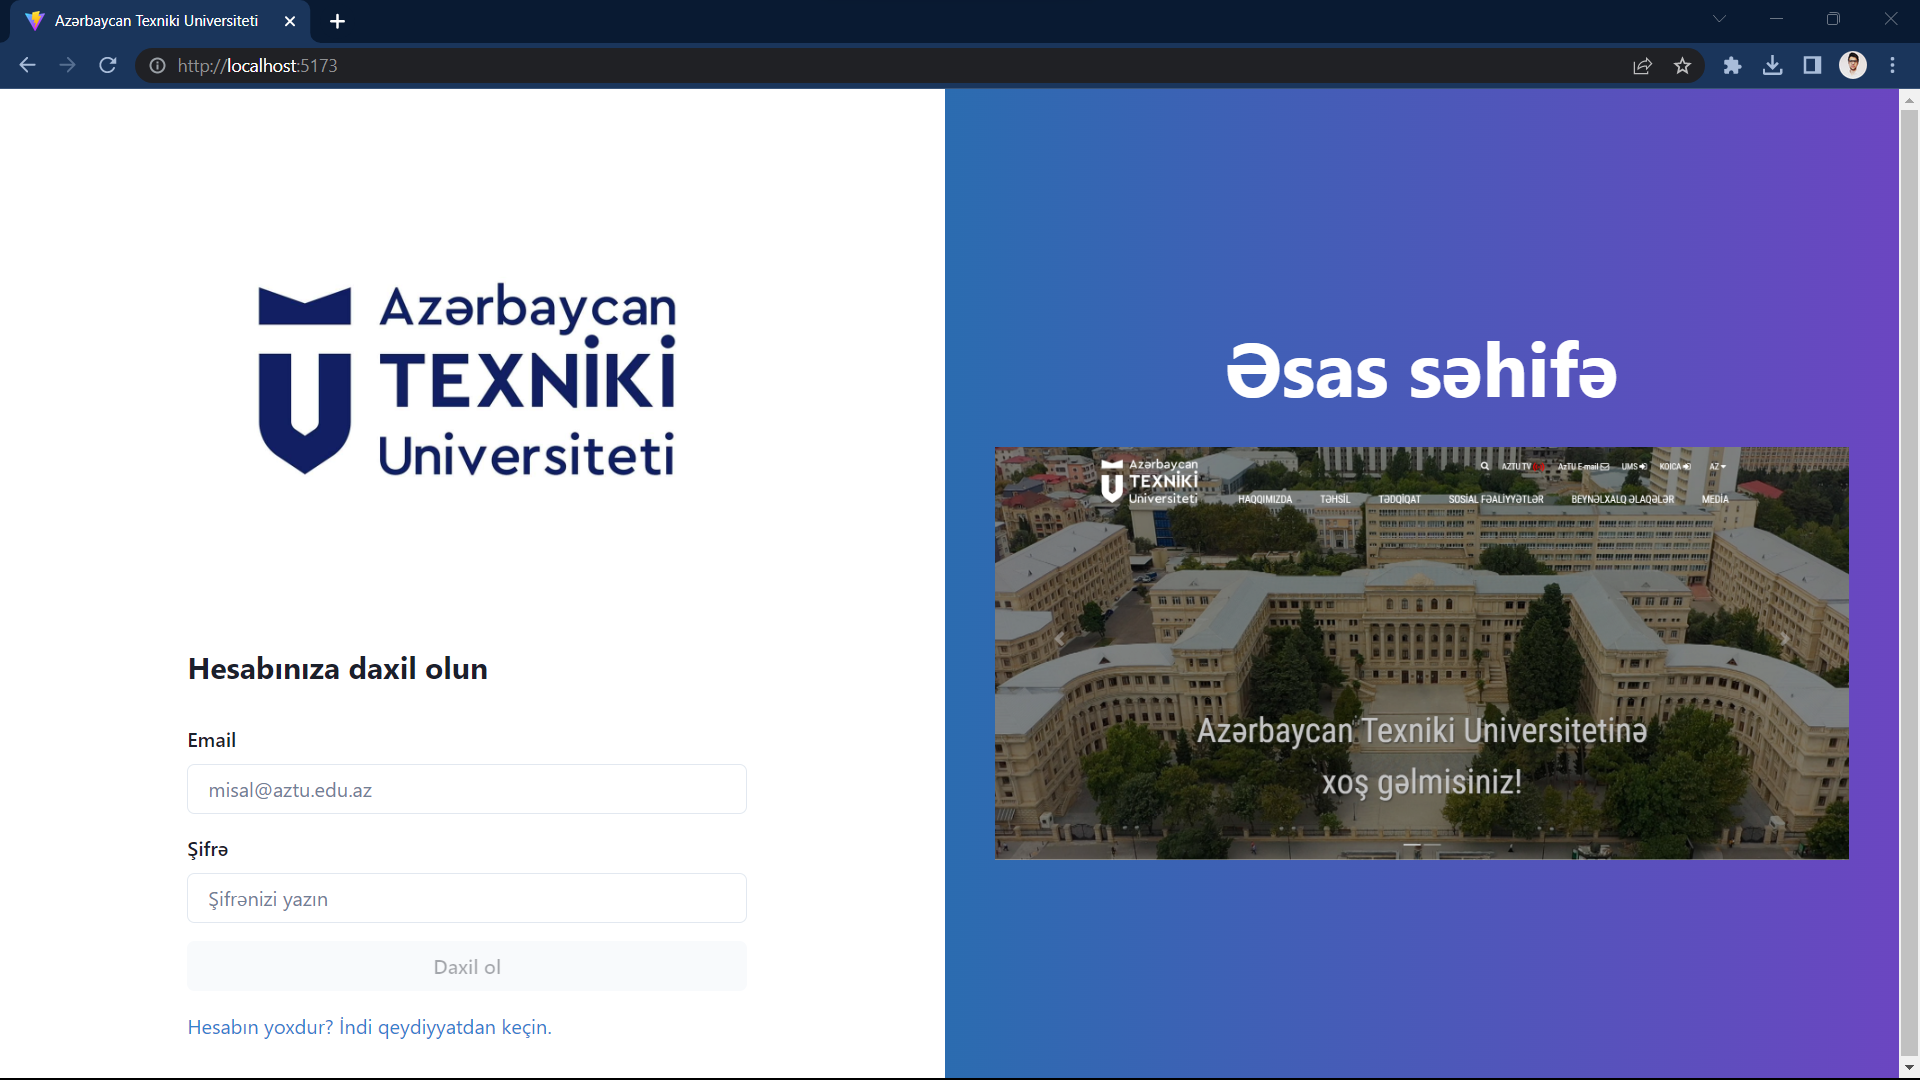 Azərbaycan Texniki Universiteti
http://localhost:5173
Azərbaycan
TEXNİKİ
Universiteti
Hesabınıza daxil olun
Email
misal@aztu.edu.az
Şifrə
Şifrənizi yazın
Daxil ol
Hesabın yoxdur? İndi qeydiyyatdan keçin.
Əsas səhifə
Azərbaycan
TEXNİKİ
Universiteti
AZTU TV
AzTU E-mail
UMS
KOICA
AZ
HAQQIMIZDA TƏHSİL TƏDQİQAT SOSİAL FƏALİYYƏTLƏR BEYNƏLXALQ ƏLAQƏLƏR MEDİA
Azərbaycan Texniki Universitetinə
xoş gəlmisiniz!